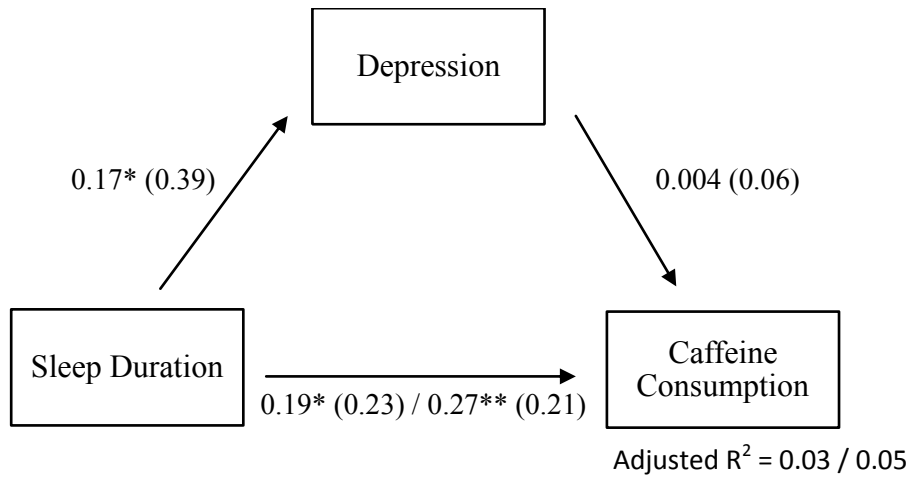 Depression
0.17* (0.39)
0.004 (0.06)
Sleep Duration
Caffeine
Consumption
0.19* (0.23) / 0.27** (0.21)
Adjusted R² = 0.03 / 0.05